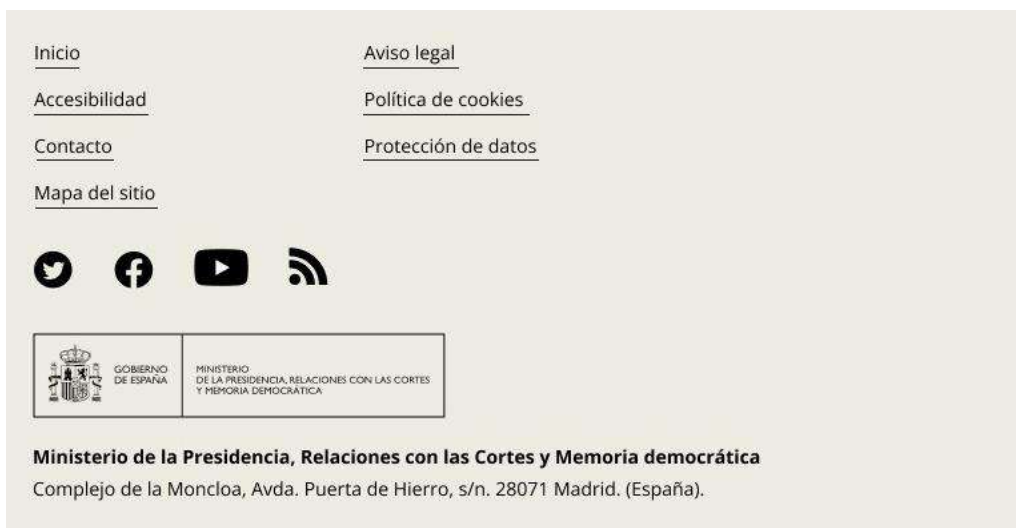 Inicio
Accesibilidad
Contacto
Mapa del sitio
Aviso legal
Política de cookies
Protección de datos
GOBIERNO
DE ESPAÑA
MINISTERIO
DE LA PRESIDENCIA, RELACIONES CON LAS CORTES
Y MEMORIA DEMOCRÁTICA
Ministerio de la Presidencia, Relaciones con las Cortes y Memoria democrática
Complejo de la Moncloa, Avda. Puerta de Hierro, s/n. 28071 Madrid. (España).